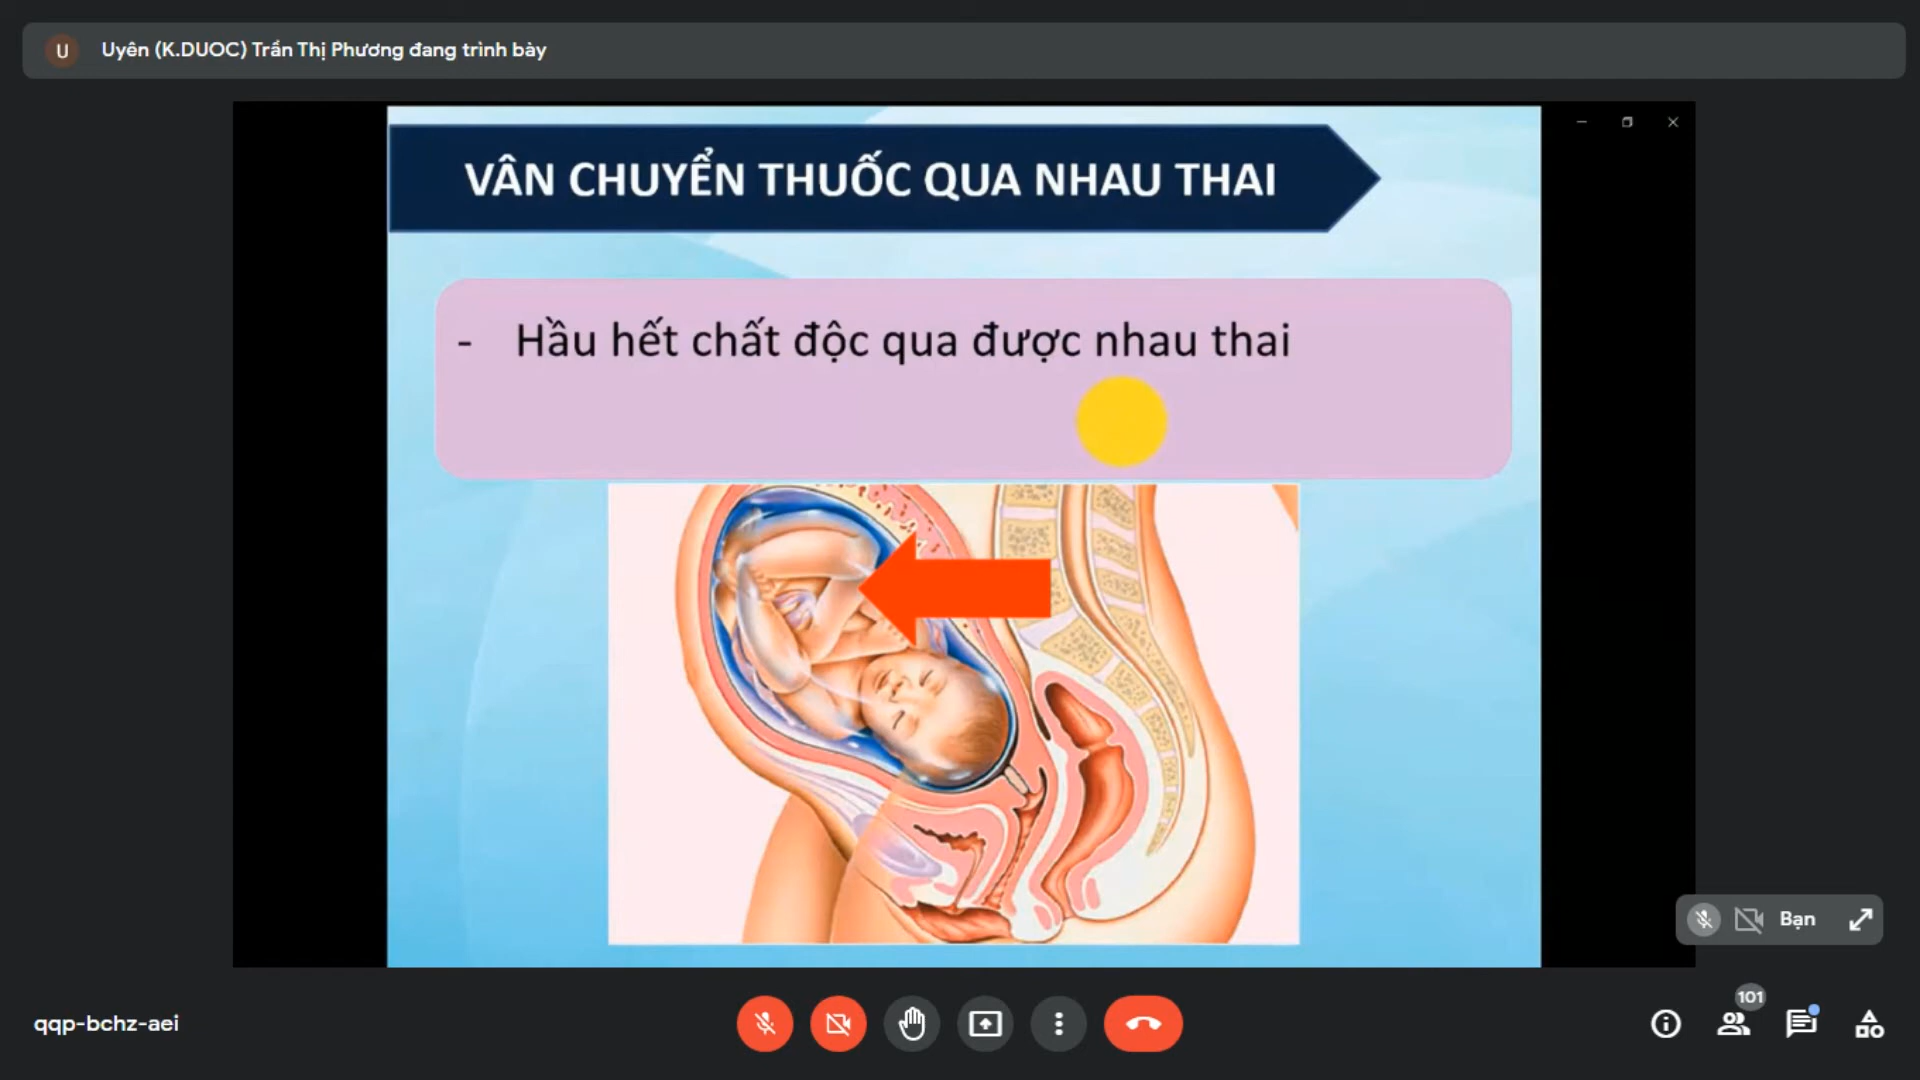 U
Uyên (K.DUOC) Trần Thị Phương đang trình bày
VÂN CHUYỂN THUỐC QUA NHAU THAI
- Hầu hết chất độc qua được nhau thai
Bạn
qqp-bchz-aei
101